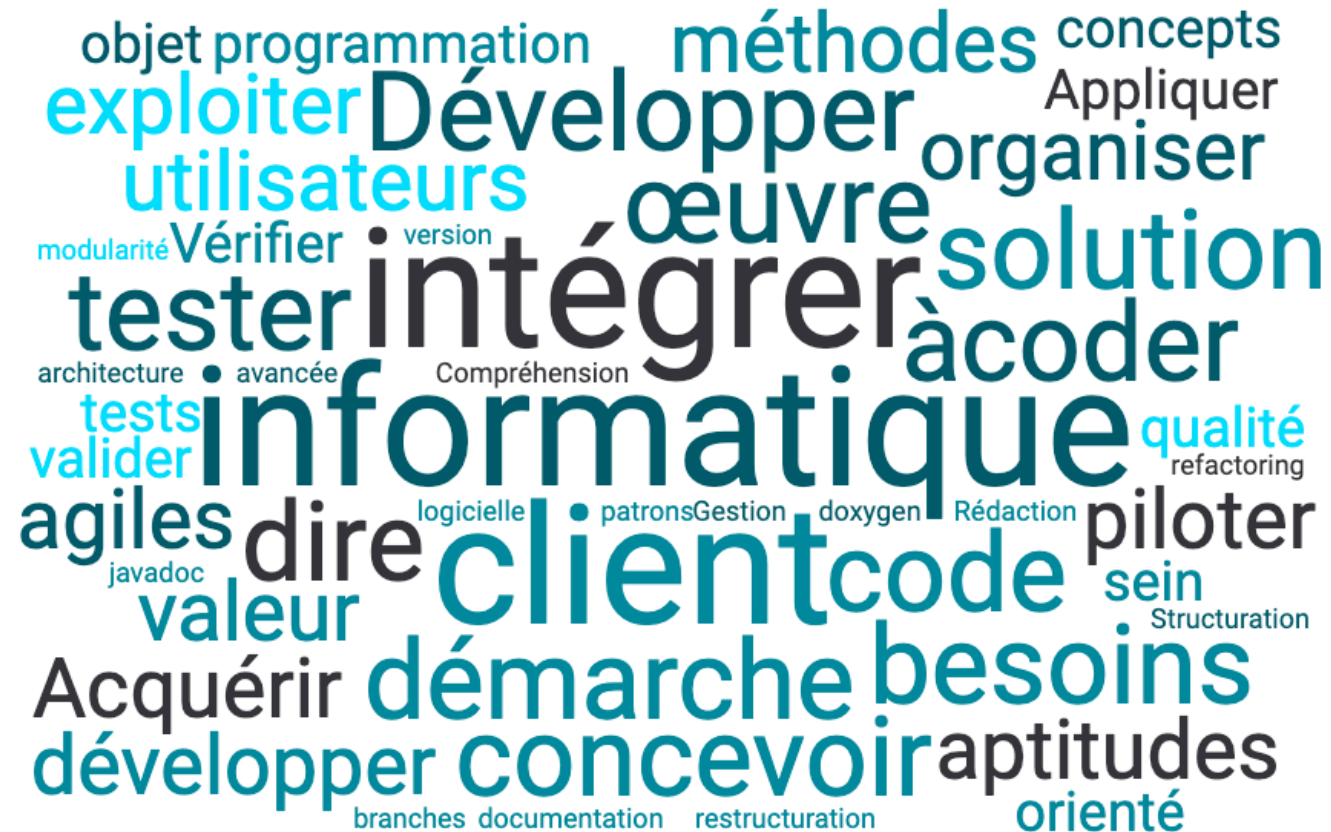 objet programmation méthodes concepts
exploiter Développer Appliquer
utilisateurs œuvre organiser
modularité Vérifier version solution
tester intégrer àcoder
architecture avancée Compréhension
tests informatique qualité
valider refactoring
agiles dire logicielle patrons Gestion doxygen Rédaction piloter
javadoc client code sein
valeur Structuration
Acquérir démarche besoins
développer concevoir aptitudes
branches documentation restructuration orienté